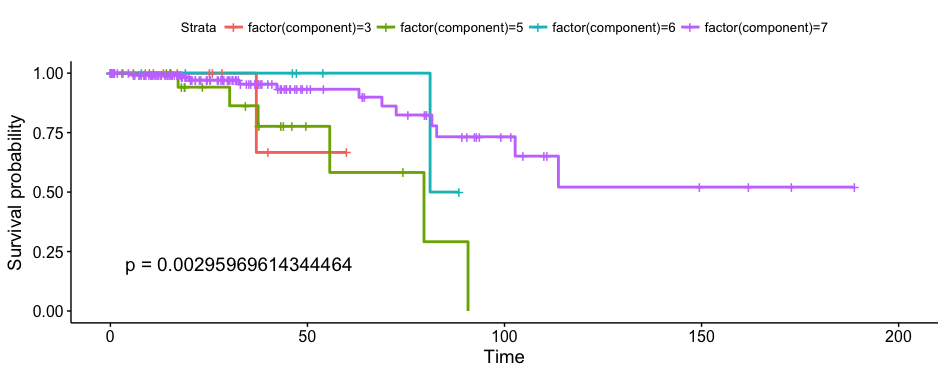 Strata factor(component)=3 factor(component)=5 factor(component)=6 factor(component)=7
1.00
0.75
0.50
0.25
0.00
Survival probability
p = 0.00295969614344464
0 50 100 150 200
Time